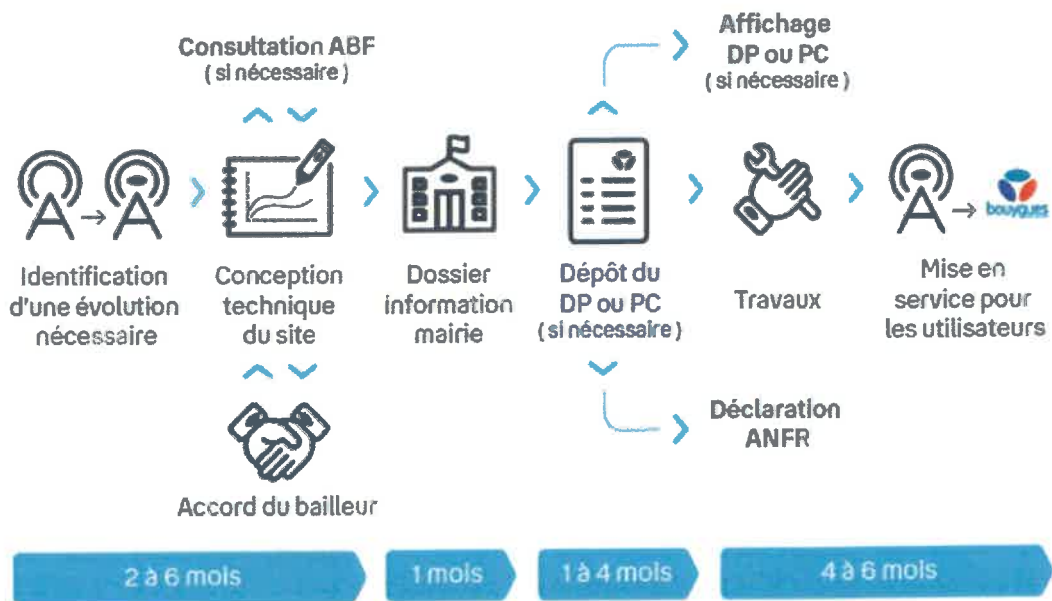 Consultation ABF
( si nécessaire )
Affichage
DP ou PC
( si nécessaire )
bouygues
Identification
d'une évolution
nécessaire
Conception
technique
du site
Dossier
information
mairie
Dépôt du
DP ou PC
( si nécessaire )
Travaux
Mise en
service pour
les utilisateurs
Accord du bailleur
Déclaration
ANFR
2 à 6 mois
1 mois
1 à 4 mois
4 à 6 mois